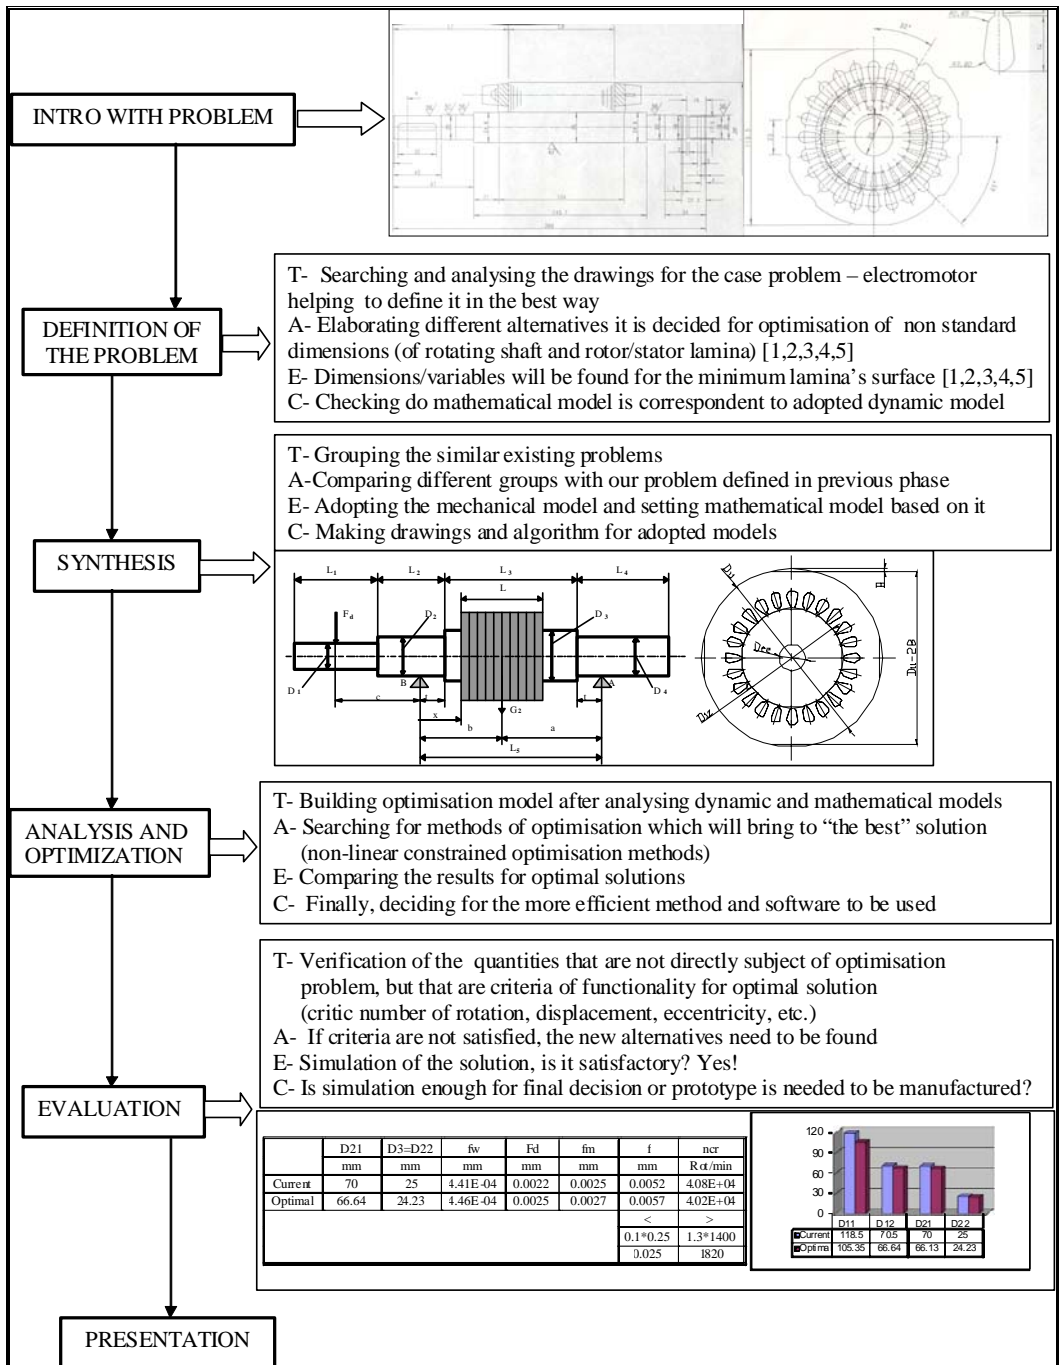 INTRO WITH PROBLEM
DEFINITION OF
THE PROBLEM
T- Searching and analysing the drawings for the case problem – electromotor
helping to define it in the best way
A- Elaborating different alternatives it is decided for optimisation of non standard
dimensions (of rotating shaft and rotor/stator lamina) [1,2,3,4,5]
E- Dimensions/variables will be found for the minimum lamina's surface [1,2,3,4,5]
C- Checking do mathematical model is correspondent to adopted dynamic model
T- Grouping the similar existing problems
A-Comparing different groups with our problem defined in previous phase
E- Adopting the mechanical model and setting mathematical model based on it
C- Making drawings and algorithm for adopted models
SYNTHESIS
L1 L2 L3 L4
L
Fd D2 D3
D1 B A D4
c G2
x
b a
L5
Du
B
Dee
Du-2B
ANALYSIS AND
OPTIMIZATION
T- Building optimisation model after analysing dynamic and mathematical models
A- Searching for methods of optimisation which will bring to "the best" solution
(non-linear constrained optimisation methods)
E- Comparing the results for optimal solutions
C- Finally, deciding for the more efficient method and software to be used
T- Verification of the quantities that are not directly subject of optimisation
problem, but that are criteria of functionality for optimal solution
(critic number of rotation, displacement, eccentricity, etc.)
A- If criteria are not satisfied, the new alternatives need to be found
E- Simulation of the solution, is it satisfactory? Yes!
C- Is simulation enough for final decision or prototype is needed to be manufactured?
EVALUATION
D21 D3=D22 fw Fd fm f ncr
mm mm mm mm mm mm Rot/min
Current 70 25 4.41E-04 0.0022 0.0025 0.0052 4.08E+04
Optimal 66.64 24.23 4.46E-04 0.0025 0.0027 0.0057 4.02E+04
< >
0.1*0.25 1.3*1400
0.025 1820
120
90
60
30
0
D11 D12 D21 D22
Current 118.5 70.5 70 25
Optima 105.35 66.64 66.13 24.23
PRESENTATION